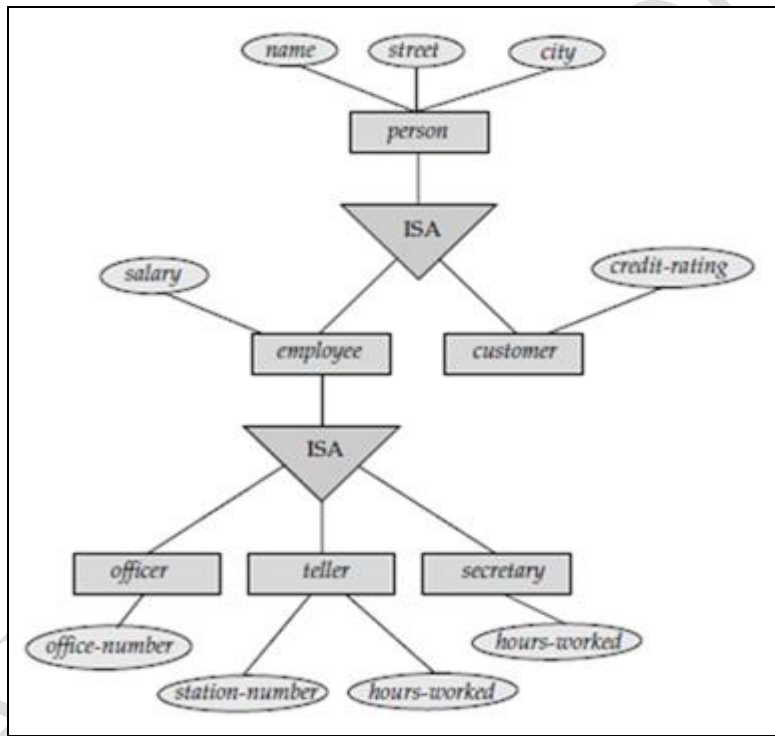 name street city
person
ISA
salary
credit-rating
employee customer
ISA
officer teller secretary
office-number
hours-worked
station-number hours-worked